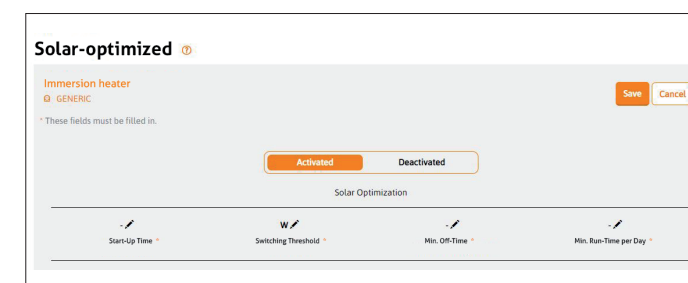 Solar-optimized ?
Immersion heater
GENERIC
Save Cancel
* These fields must be filled in.
Activated Deactivated
Solar Optimization
- W - -
Start-Up Time * Switching Threshold * Min. Off-Time * Min. Run-Time per Day *